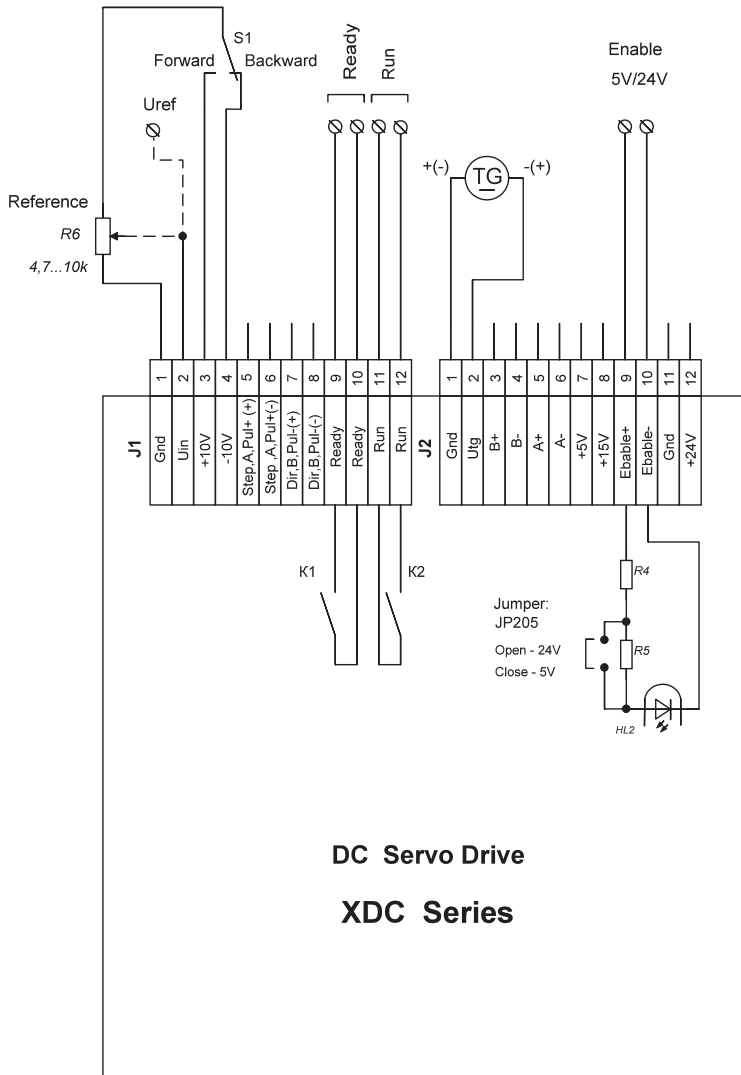 S1
Forward
Backward
Uref
Reference
R6
4,7...10k
Ready
Run
Enable
5V/24V
+(-)
TG
-(+)
1
2
3
4
5
6
7
8
9
10
11
12
1
2
3
4
5
6
7
8
9
10
11
12
J1
Gnd
Uin
+10V
-10V
Step,A,Pul+ (+)
Step ,A,Pul+(-)
Dir,B,Pul-(+)
Dir,B,Pul-(-)
Ready
Ready
Run
Run
J2
Gnd
Utg
B+
B-
A+
A-
+5V
+15V
Ebable+
Ebable-
Gnd
+24V
K1
K2
R4
Jumper:
JP205
Open - 24V
Close - 5V
R5
HL2
DC Servo Drive
XDC Series